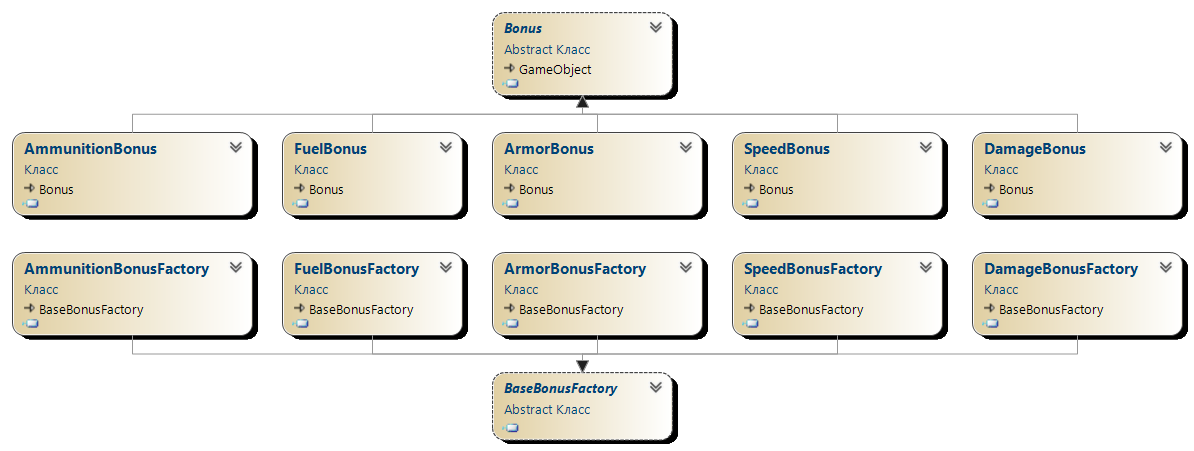 Bonus
Abstract Класс
GameObject
AmmunitionBonus
Класс
Bonus
FuelBonus
Класс
Bonus
ArmorBonus
Класс
Bonus
SpeedBonus
Класс
Bonus
DamageBonus
Класс
Bonus
AmmunitionBonusFactory
Класс
BaseBonusFactory
FuelBonusFactory
Класс
BaseBonusFactory
ArmorBonusFactory
Класс
BaseBonusFactory
SpeedBonusFactory
Класс
BaseBonusFactory
DamageBonusFactory
Класс
BaseBonusFactory
BaseBonusFactory
Abstract Класс